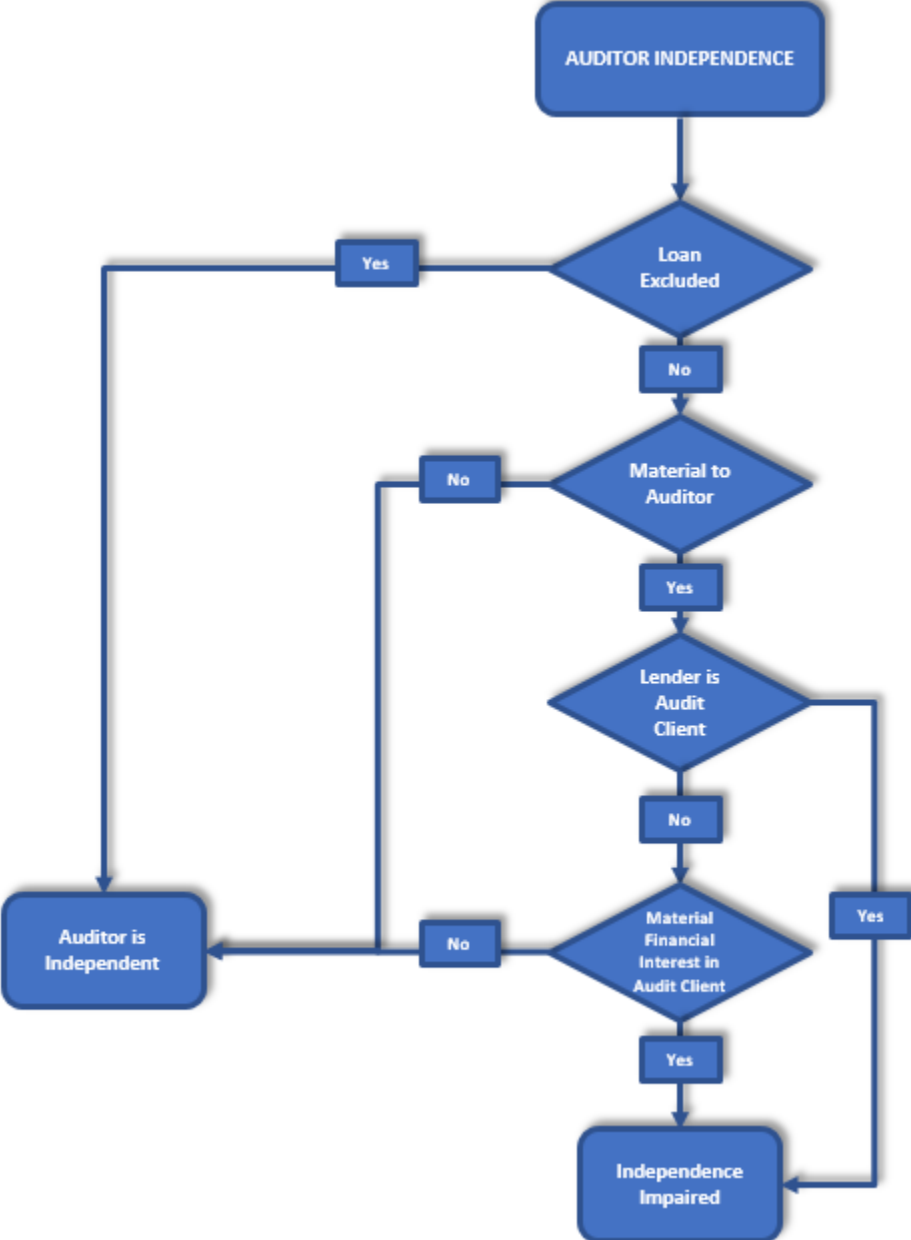 AUDITOR INDEPENDENCE
Loan
Excluded
Yes
No
Material to
Auditor
No
Yes
Lender is
Audit
Client
No
Yes
Material
Financial
Interest in
Audit Client
No
Auditor is
Independent
Yes
Independence
Impaired